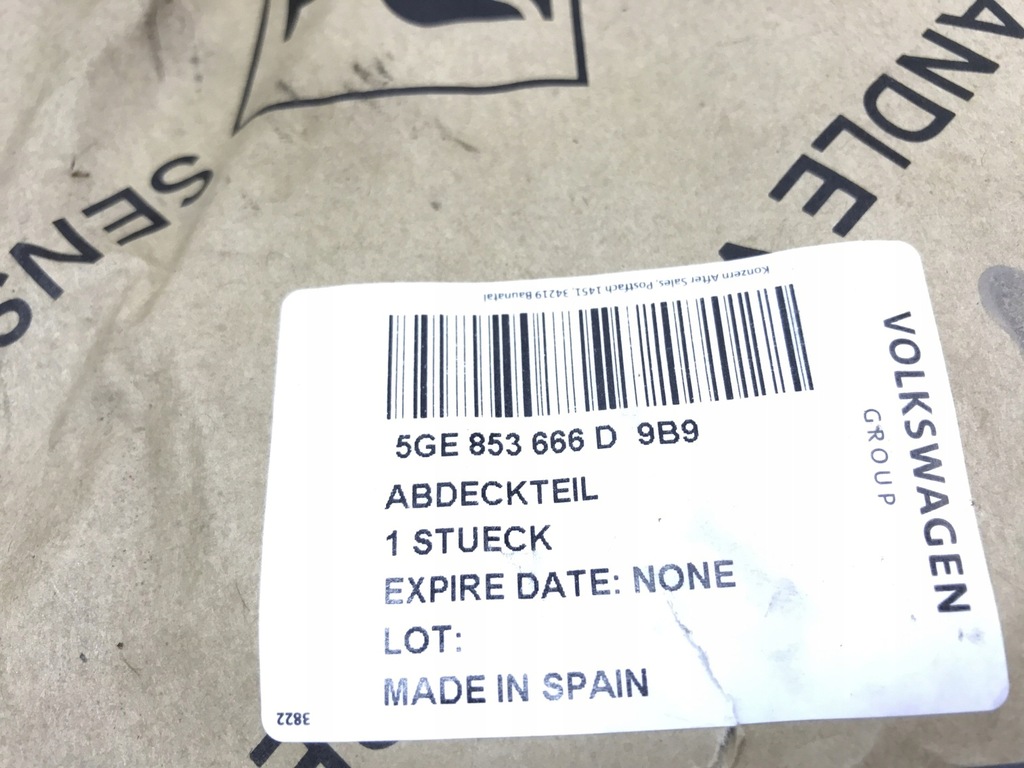 SENS
ANDLE
Konzern After Sales, Postfach 1451, 34219 Baunatal
5GE 853 666 D 9B9
ABDECKTEIL
1 STUECK
EXPIRE DATE: NONE
LOT:
MADE IN SPAIN
VOLKSWAGEN
GROUP
3822